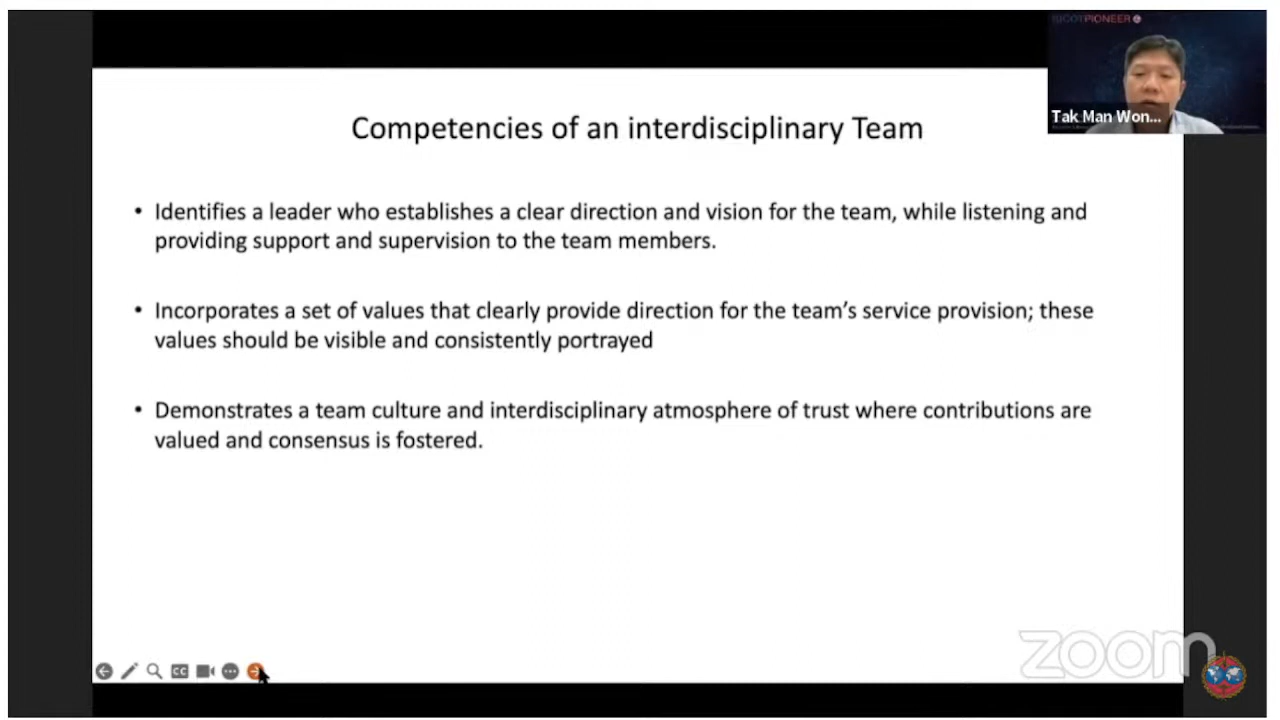 SICOTPIONEER
Tak Man Won...
Competencies of an interdisciplinary Team
• Identifies a leader who establishes a clear direction and vision for the team, while listening and
providing support and supervision to the team members.
• Incorporates a set of values that clearly provide direction for the team's service provision; these
values should be visible and consistently portrayed
• Demonstrates a team culture and interdisciplinary atmosphere of trust where contributions are
valued and consensus is fostered.
CC
zoom